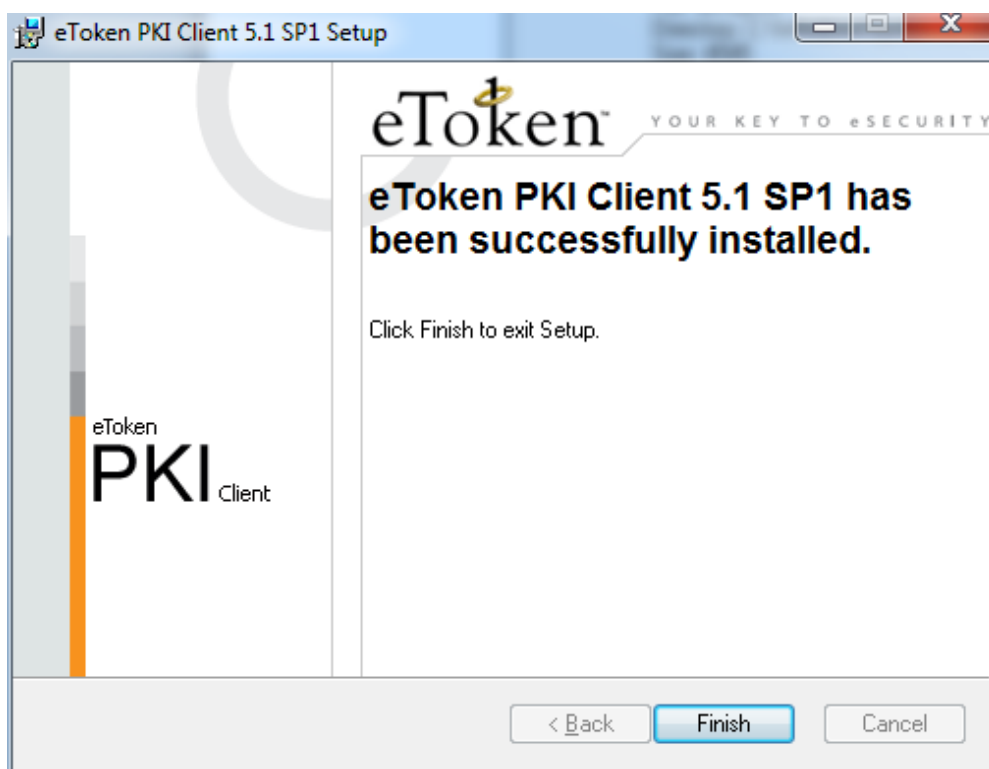 eToken PKI Client 5.1 SP1 Setup
eToken™ YOUR KEY TO eSECURITY
eToken PKI Client 5.1 SP1 has
been successfully installed.
Click Finish to exit Setup.
eToken
PKI Client
< Back Finish Cancel